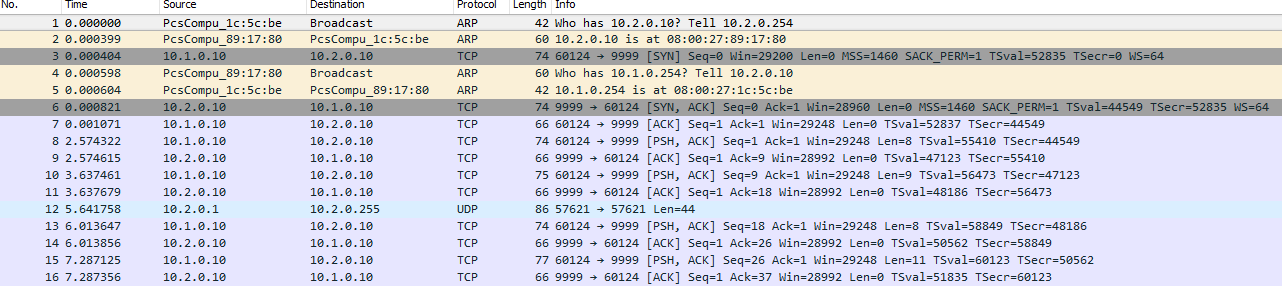 No. Time Source Destination Protocol Length Info
1 0.000000 PcsCompu_1c:5c:be Broadcast ARP 42 Who has 10.2.0.10? Tell 10.2.0.254
2 0.000399 PcsCompu_89:17:80 PcsCompu_1c:5c:be ARP 60 10.2.0.10 is at 08:00:27:89:17:80
3 0.000404 10.1.0.10 10.2.0.10 TCP 74 60124 → 9999 [SYN] Seq=0 Win=29200 Len=0 MSS=1460 SACK_PERM=1 TSval=52835 TSecr=0 WS=64
4 0.000598 PcsCompu_89:17:80 Broadcast ARP 60 Who has 10.1.0.254? Tell 10.2.0.10
5 0.000604 PcsCompu_1c:5c:be PcsCompu_89:17:80 ARP 42 10.1.0.254 is at 08:00:27:1c:5c:be
6 0.000821 10.2.0.10 10.1.0.10 TCP 74 9999 → 60124 [SYN, ACK] Seq=0 Ack=1 Win=28960 Len=0 MSS=1460 SACK_PERM=1 TSval=44549 TSecr=52835 WS=64
7 0.001071 10.1.0.10 10.2.0.10 TCP 66 60124 → 9999 [ACK] Seq=1 Ack=1 Win=29248 Len=0 TSval=52837 TSecr=44549
8 2.574322 10.1.0.10 10.2.0.10 TCP 74 60124 → 9999 [PSH, ACK] Seq=1 Ack=1 Win=29248 Len=8 TSval=55410 TSecr=44549
9 2.574615 10.2.0.10 10.1.0.10 TCP 66 9999 → 60124 [ACK] Seq=1 Ack=9 Win=28992 Len=0 TSval=47123 TSecr=55410
10 3.637461 10.1.0.10 10.2.0.10 TCP 75 60124 → 9999 [PSH, ACK] Seq=9 Ack=1 Win=29248 Len=9 TSval=56473 TSecr=47123
11 3.637679 10.2.0.10 10.1.0.10 TCP 66 9999 → 60124 [ACK] Seq=1 Ack=18 Win=28992 Len=0 TSval=48186 TSecr=56473
12 5.641758 10.2.0.1 10.2.0.255 UDP 86 57621 → 57621 Len=44
13 6.013647 10.1.0.10 10.2.0.10 TCP 74 60124 → 9999 [PSH, ACK] Seq=18 Ack=1 Win=29248 Len=8 TSval=58849 TSecr=48186
14 6.013856 10.2.0.10 10.1.0.10 TCP 66 9999 → 60124 [ACK] Seq=1 Ack=26 Win=28992 Len=0 TSval=50562 TSecr=58849
15 7.287125 10.1.0.10 10.2.0.10 TCP 77 60124 → 9999 [PSH, ACK] Seq=26 Ack=1 Win=29248 Len=11 TSval=60123 TSecr=50562
16 7.287356 10.2.0.10 10.1.0.10 TCP 66 9999 → 60124 [ACK] Seq=1 Ack=37 Win=28992 Len=0 TSval=51835 TSecr=60123